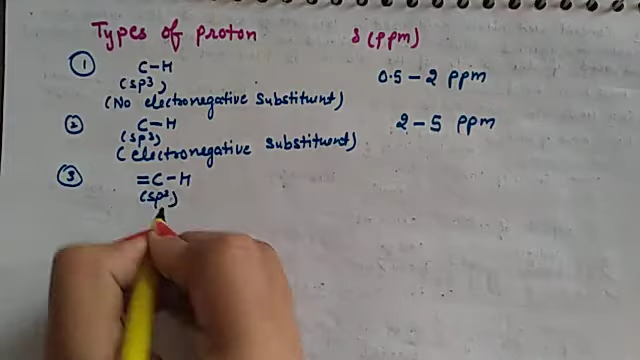 Types of proton δ (ppm)
① C-H 0.5-2 ppm
(sp3)
(No electronegative substituent)
② C-H 2-5 ppm
(sp3)
(electronegative substituent)
③ =C-H
(sp²)